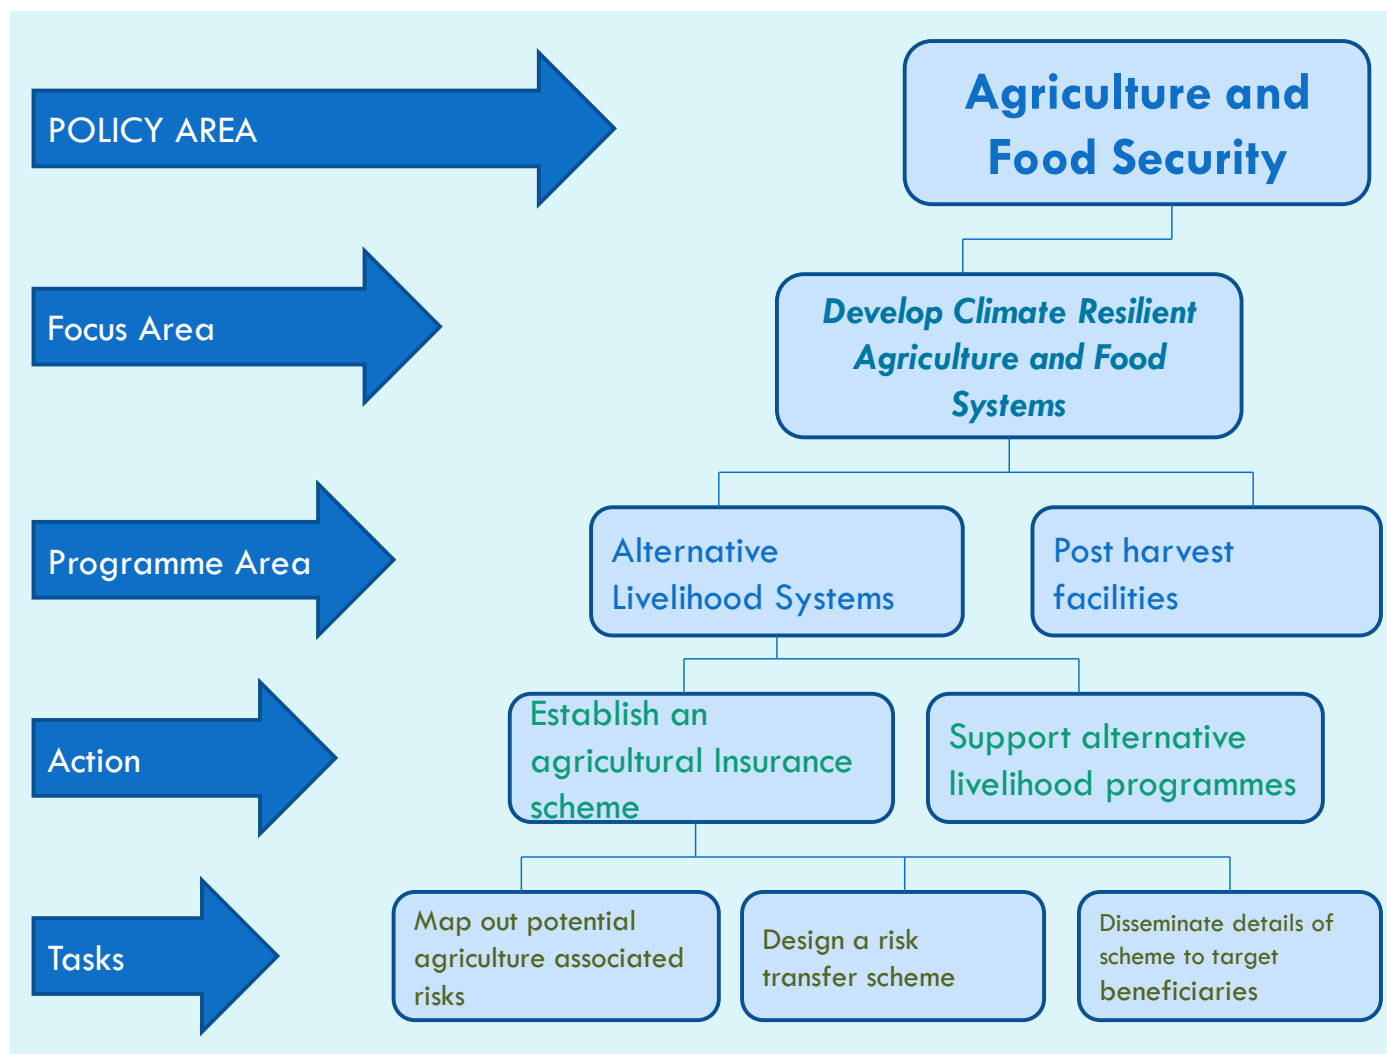 POLICY AREA
Agriculture and
Food Security
Focus Area
Develop Climate Resilient
Agriculture and Food
Systems
Programme Area
Alternative
Livelihood Systems
Post harvest
facilities
Action
Establish an
agricultural Insurance
scheme
Support alternative
livelihood programmes
Tasks
Map out potential
agriculture associated
risks
Design a risk
transfer scheme
Disseminate details of
scheme to target
beneficiaries